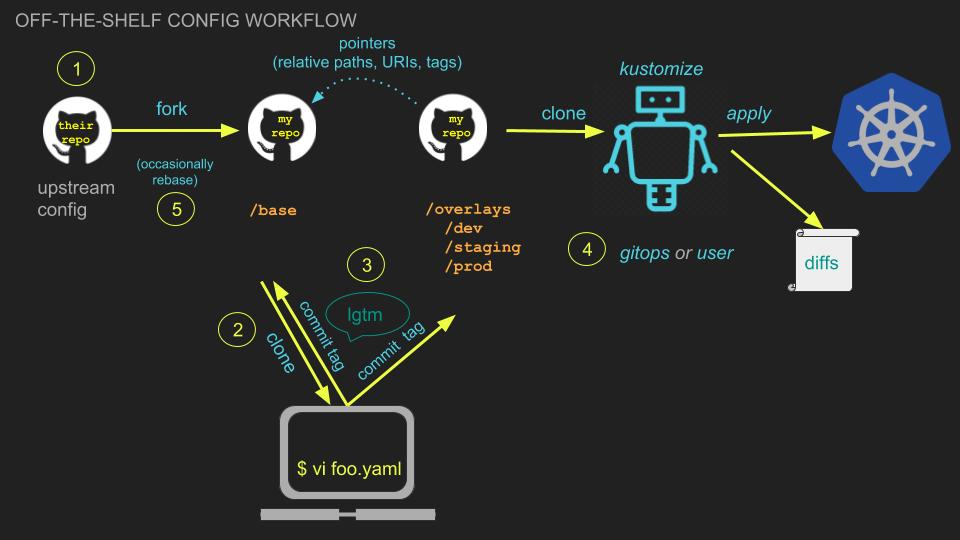 OFF-THE-SHELF CONFIG WORKFLOW
pointers
(relative paths, URIs, tags)
1
their
repo
fork
my
repo
my
repo
clone
kustomize
apply
upstream
config
(occasionally
rebase)
5
/base
/overlays
/dev
/staging
/prod
4
gitops or user
diffs
3
2
clone
commit tag
lgtm
commit tag
$ vi foo.yaml